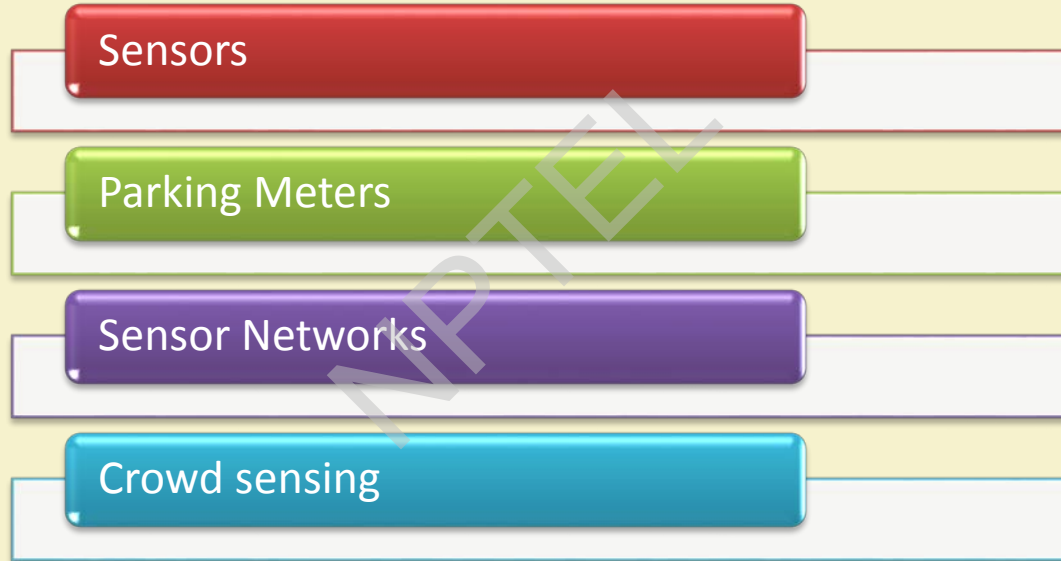 Sensors
Parking Meters
Sensor Networks
Crowd sensing
NPTEL